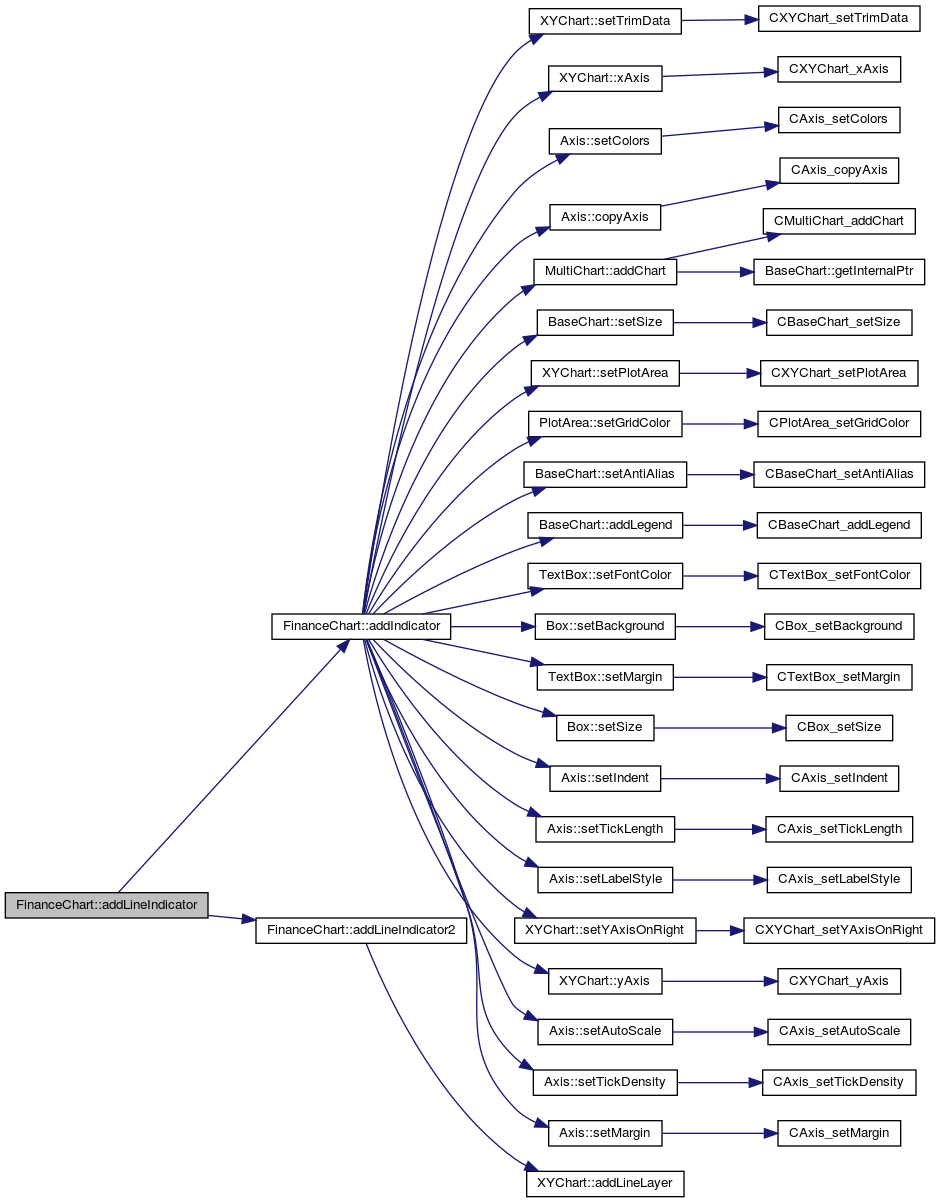 XYChart::setTrimData
CXYChart_setTrimData
XYChart::xAxis
CXYChart_xAxis
Axis::setColors
CAxis_setColors
Axis::copyAxis
CAxis_copyAxis
CMultiChart_addChart
MultiChart::addChart
BaseChart::getInternalPtr
BaseChart::setSize
CBaseChart_setSize
XYChart::setPlotArea
CXYChart_setPlotArea
PlotArea::setGridColor
CPlotArea_setGridColor
BaseChart::setAntiAlias
CBaseChart_setAntiAlias
BaseChart::addLegend
CBaseChart_addLegend
TextBox::setFontColor
CTextBox_setFontColor
FinanceChart::addIndicator
Box::setBackground
CBox_setBackground
TextBox::setMargin
CTextBox_setMargin
Box::setSize
CBox_setSize
Axis::setIndent
CAxis_setIndent
Axis::setTickLength
CAxis_setTickLength
Axis::setLabelStyle
CAxis_setLabelStyle
FinanceChart::addLineIndicator
FinanceChart::addLineIndicator2
XYChart::setYAxisOnRight
CXYChart_setYAxisOnRight
XYChart::yAxis
CXYChart_yAxis
Axis::setAutoScale
CAxis_setAutoScale
Axis::setTickDensity
CAxis_setTickDensity
Axis::setMargin
CAxis_setMargin
XYChart::addLineLayer